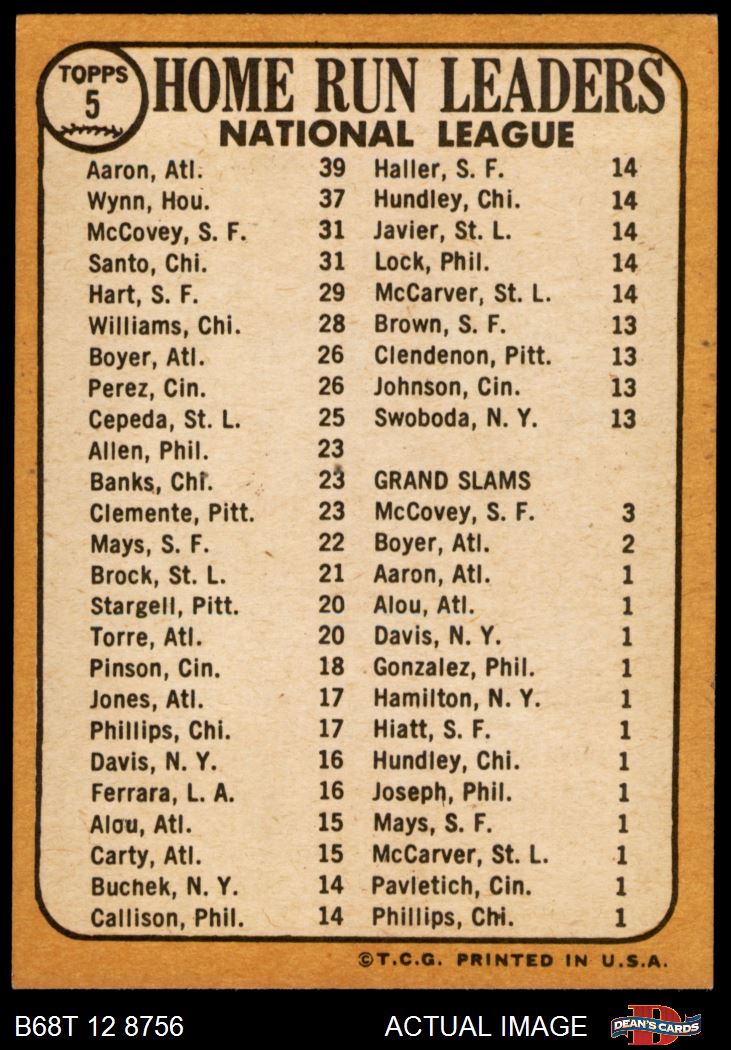 TOPPS
5
HOME RUN LEADERS
NATIONAL LEAGUE
Aaron, Atl. 39
Wynn, Hou. 37
McCovey, S. F. 31
Santo, Chi. 31
Hart, S. F. 29
Williams, Chi. 28
Boyer, Atl. 26
Perez, Cin. 26
Cepeda, St. L. 25
Allen, Phil. 23
Banks, Chi. 23
Clemente, Pitt. 23
Mays, S. F. 22
Brock, St. L. 21
Stargell, Pitt. 20
Torre, Atl. 20
Pinson, Cin. 18
Jones, Atl. 17
Phillips, Chi. 17
Davis, N. Y. 16
Ferrara, L. A. 16
Alou, Atl. 15
Carty, Atl. 15
Buchek, N. Y. 14
Callison, Phil. 14
Haller, S. F. 14
Hundley, Chi. 14
Javier, St. L. 14
Lock, Phil. 14
McCarver, St. L. 14
Brown, S. F. 13
Clendenon, Pitt. 13
Johnson, Cin. 13
Swoboda, N. Y. 13
GRAND SLAMS
McCovey, S. F. 3
Boyer, Atl. 2
Aaron, Atl. 1
Alou, Atl. 1
Davis, N. Y. 1
Gonzalez, Phil. 1
Hamilton, N. Y. 1
Hiatt, S. F. 1
Hundley, Chi. 1
Joseph, Phil. 1
Mays, S. F. 1
McCarver, St. L. 1
Pavletich, Cin. 1
Phillips, Chi. 1
©T.C.G. PRINTED IN U.S.A.
B68T 12 8756
ACTUAL IMAGE
D
DEAN'S CARDS